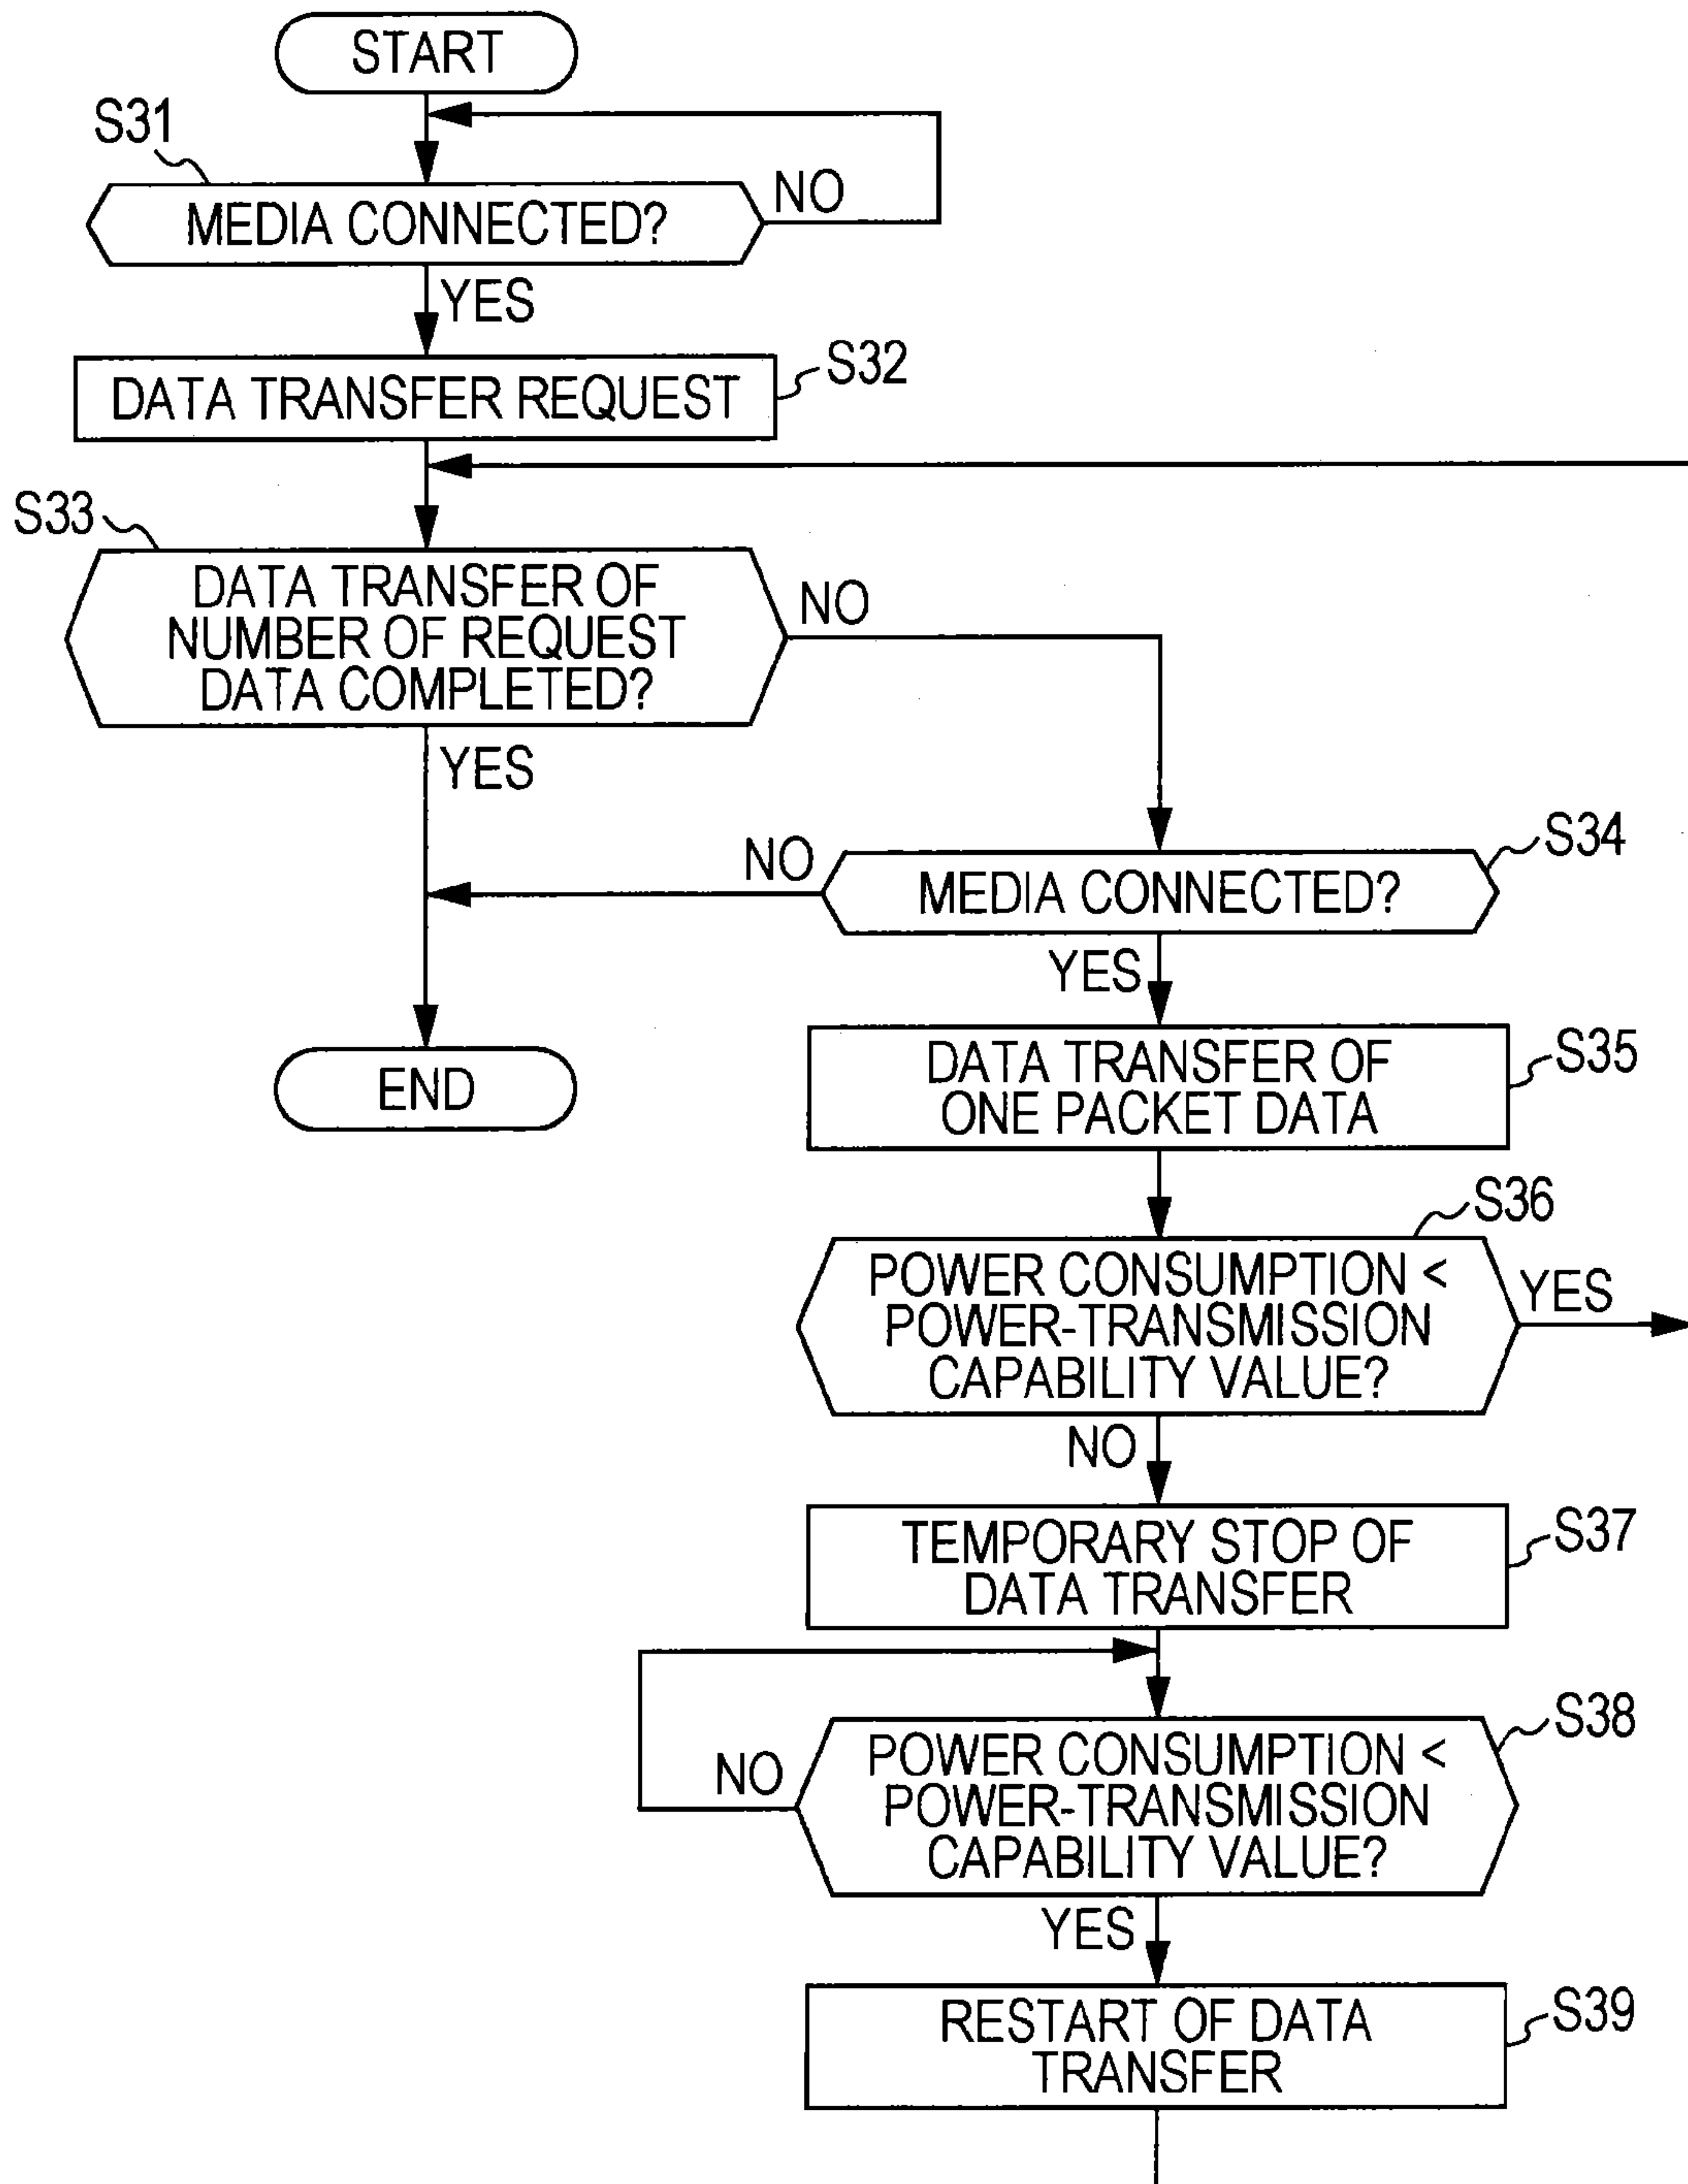 START
S31
MEDIA CONNECTED?
NO
YES
DATA TRANSFER REQUEST
S32
S33
DATA TRANSFER OF
NUMBER OF REQUEST
DATA COMPLETED?
NO
YES
NO
MEDIA CONNECTED?
S34
YES
END
DATA TRANSFER OF
ONE PACKET DATA
S35
S36
POWER CONSUMPTION <
POWER-TRANSMISSION
CAPABILITY VALUE?
YES
NO
TEMPORARY STOP OF
DATA TRANSFER
S37
S38
POWER CONSUMPTION <
POWER-TRANSMISSION
CAPABILITY VALUE?
NO
YES
RESTART OF DATA
TRANSFER
S39